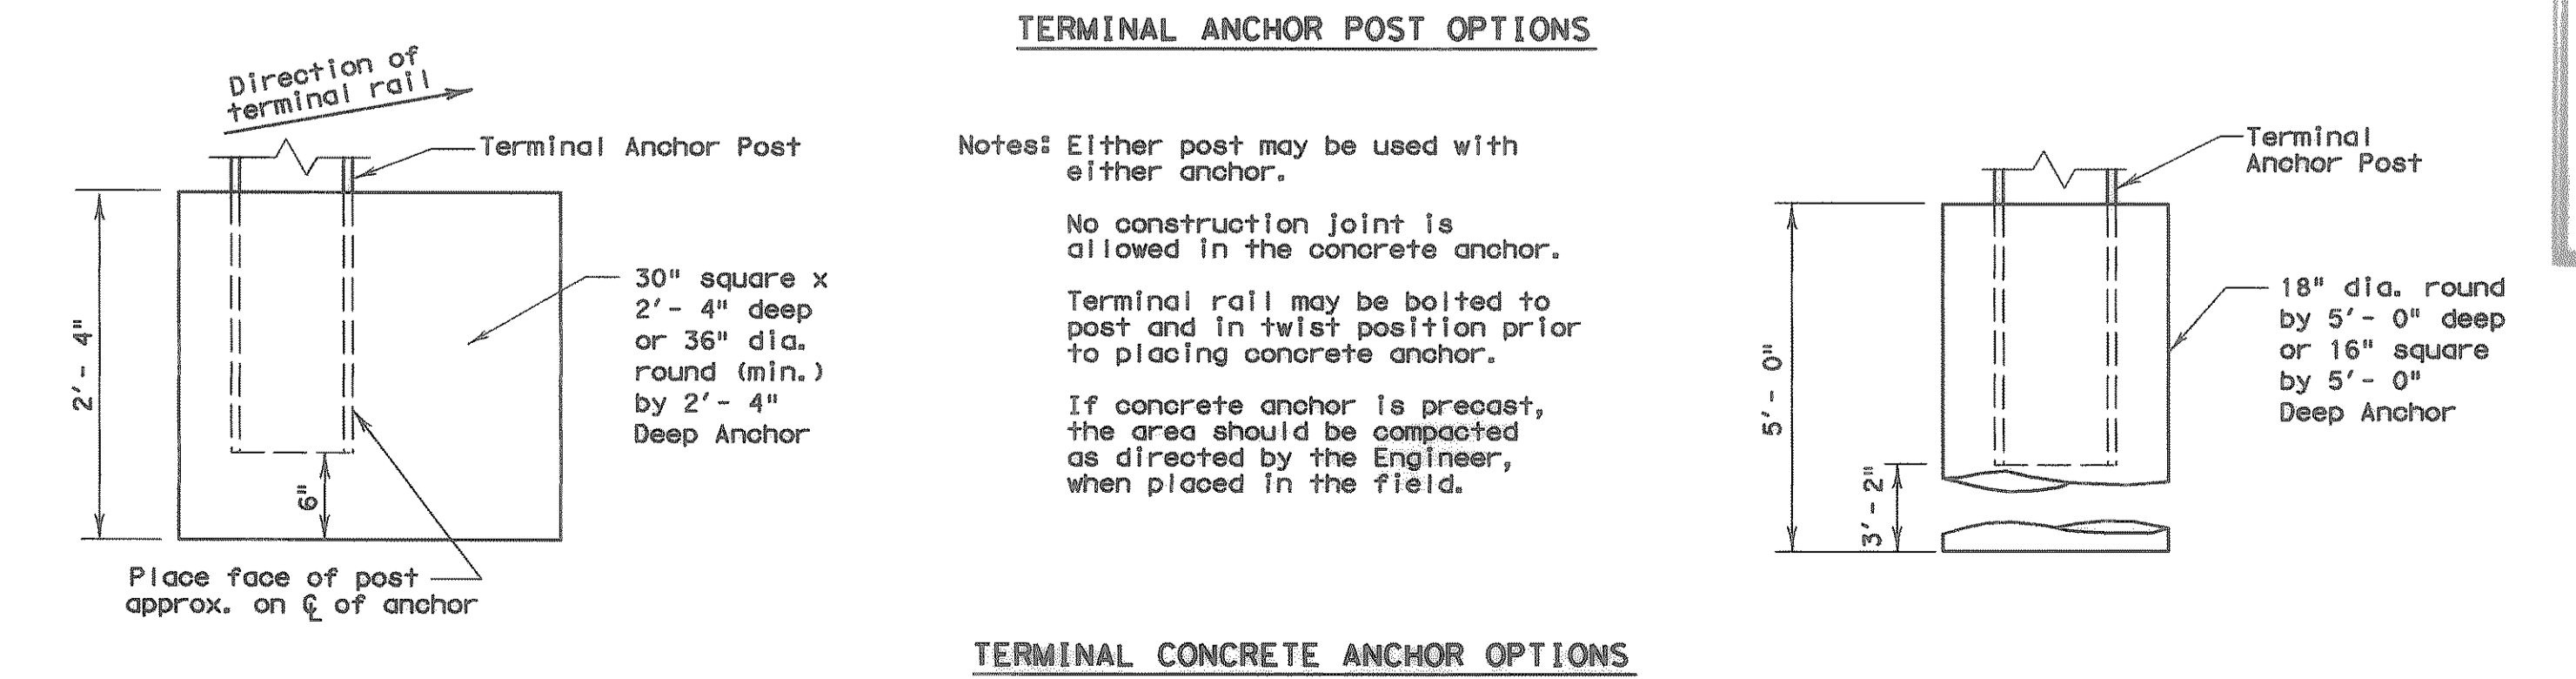 TERMINAL ANCHOR POST OPTIONS
Direction of
terminal rail
Terminal Anchor Post
2'- 4"
6"
30" square x
2'- 4" deep
or 36" dia.
round (min.)
by 2'- 4"
Deep Anchor
Place face of post
approx. on ℄ of anchor
Notes: Either post may be used with
either anchor.
No construction joint is
allowed in the concrete anchor.
Terminal rail may be bolted to
post and in twist position prior
to placing concrete anchor.
If concrete anchor is precast,
the area should be compacted
as directed by the Engineer,
when placed in the field.
Terminal
Anchor Post
5'- 0"
3'- 2"
18" dia. round
by 5'- 0" deep
or 16" square
by 5'- 0"
Deep Anchor
TERMINAL CONCRETE ANCHOR OPTIONS